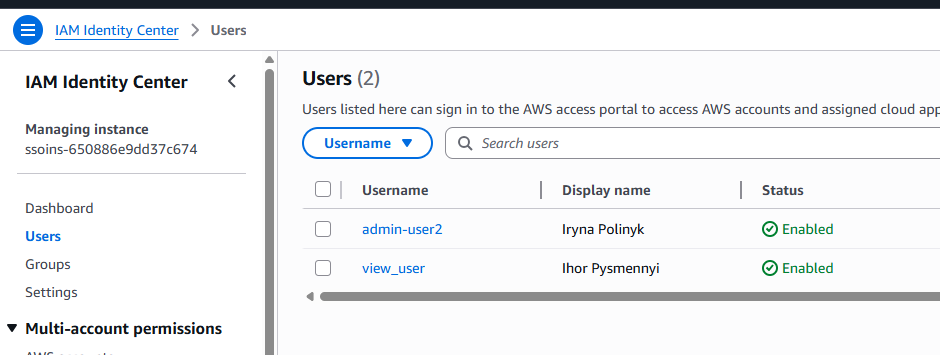 IAM Identity Center > Users
IAM Identity Center
Managing instance
ssoins-650886e9dd37c674
Dashboard
Users
Groups
Settings
Multi-account permissions
Users (2)
Users listed here can sign in to the AWS access portal to access AWS accounts and assigned cloud app
Username
Search users
Username Display name Status
admin-user2 Iryna Polinyk Enabled
view_user Ihor Pysmennyi Enabled